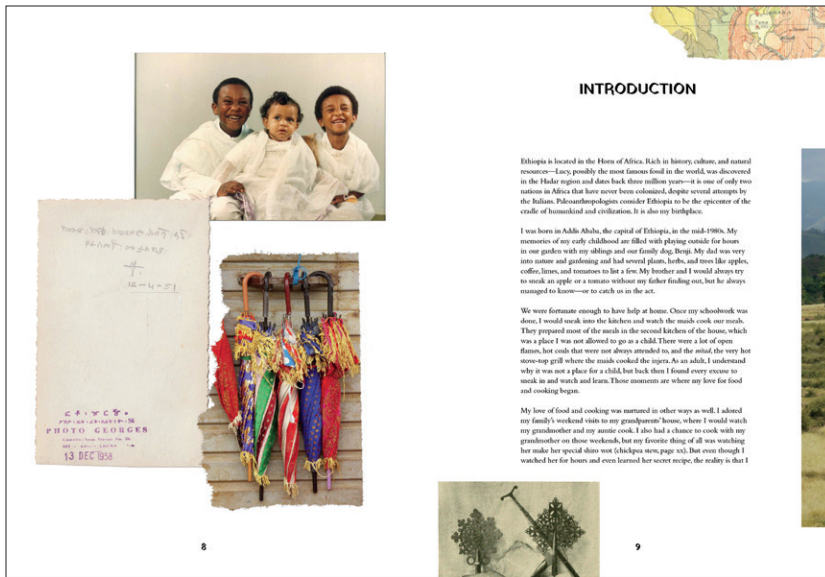 PHOTO GEORGES
13 DEC 1958
8
INTRODUCTION
Ethiopia is located in the Horn of Africa. Rich in history, culture, and natural
resources—Lucy, possibly the most famous fossil in the world, was discovered
in the Hadar region and dates back three million years—it is one of only two
nations in Africa that have never been colonized, despite several attempts by
the Italians. Paleoanthropologists consider Ethiopia to be the epicenter of the
cradle of humankind and civilization. It is also my birthplace.
I was born in Addis Ababa, the capital of Ethiopia, in the mid-1980s. My
memories of my early childhood are filled with playing outside for hours
in our garden with my siblings and our family dog, Benji. My dad was very
into nature and gardening and had several plants, herbs, and trees like apples,
coffee, limes, and tomatoes to list a few. My brother and I would always try
to sneak an apple or a tomato without my father finding out, but he always
managed to know—or to catch us in the act.
We were fortunate enough to have help at home. Once my schoolwork was
done, I would sneak into the kitchen and watch the maids cook our meals.
They prepared most of the meals in the second kitchen of the house, which
was a place I was not allowed to go as a child. There were a lot of open
flames, hot coals that were not always attended to, and the mitad, the very hot
stove-top grill where the maids cooked the injera. As an adult, I understand
why it was not a place for a child, but back then I found every excuse to
sneak in and watch and learn. Those moments are where my love for food
and cooking began.
My love of food and cooking was nurtured in other ways as well. I adored
my family's weekend visits to my grandparents' house, where I would watch
my grandmother and my auntie cook. I also had a chance to cook with my
grandmother on those weekends, but my favorite thing of all was watching
her make her special shiro wot (chickpea stew, page xx). But even though I
watched her for hours and even learned her secret recipe, the reality is that I
9